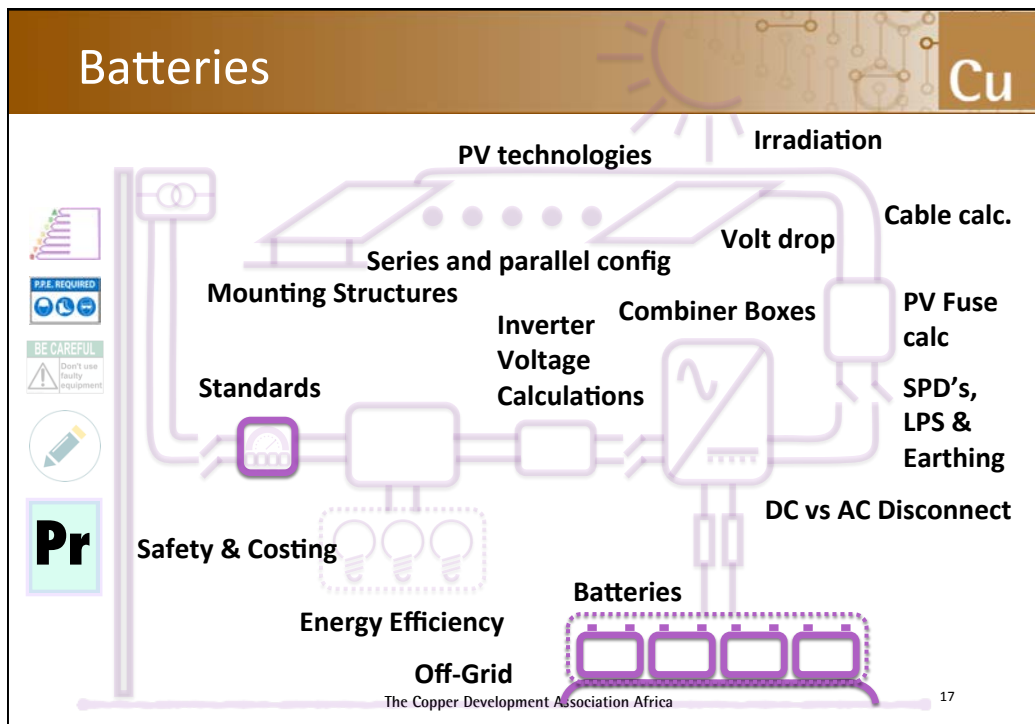 Batteries
Cu
Irradiation
PV technologies
Cable calc.
Volt drop
Series and parallel config
Mounting Structures
P.P.E. REQUIRED
Combiner Boxes
PV Fuse
calc
Inverter
Voltage
Calculations
BE CAREFUL
Don't use
faulty
equipment
Standards
SPD's,
LPS &
Earthing
DC vs AC Disconnect
Pr
Safety & Costing
Batteries
Energy Efficiency
Off-Grid
The Copper Development Association Africa
17